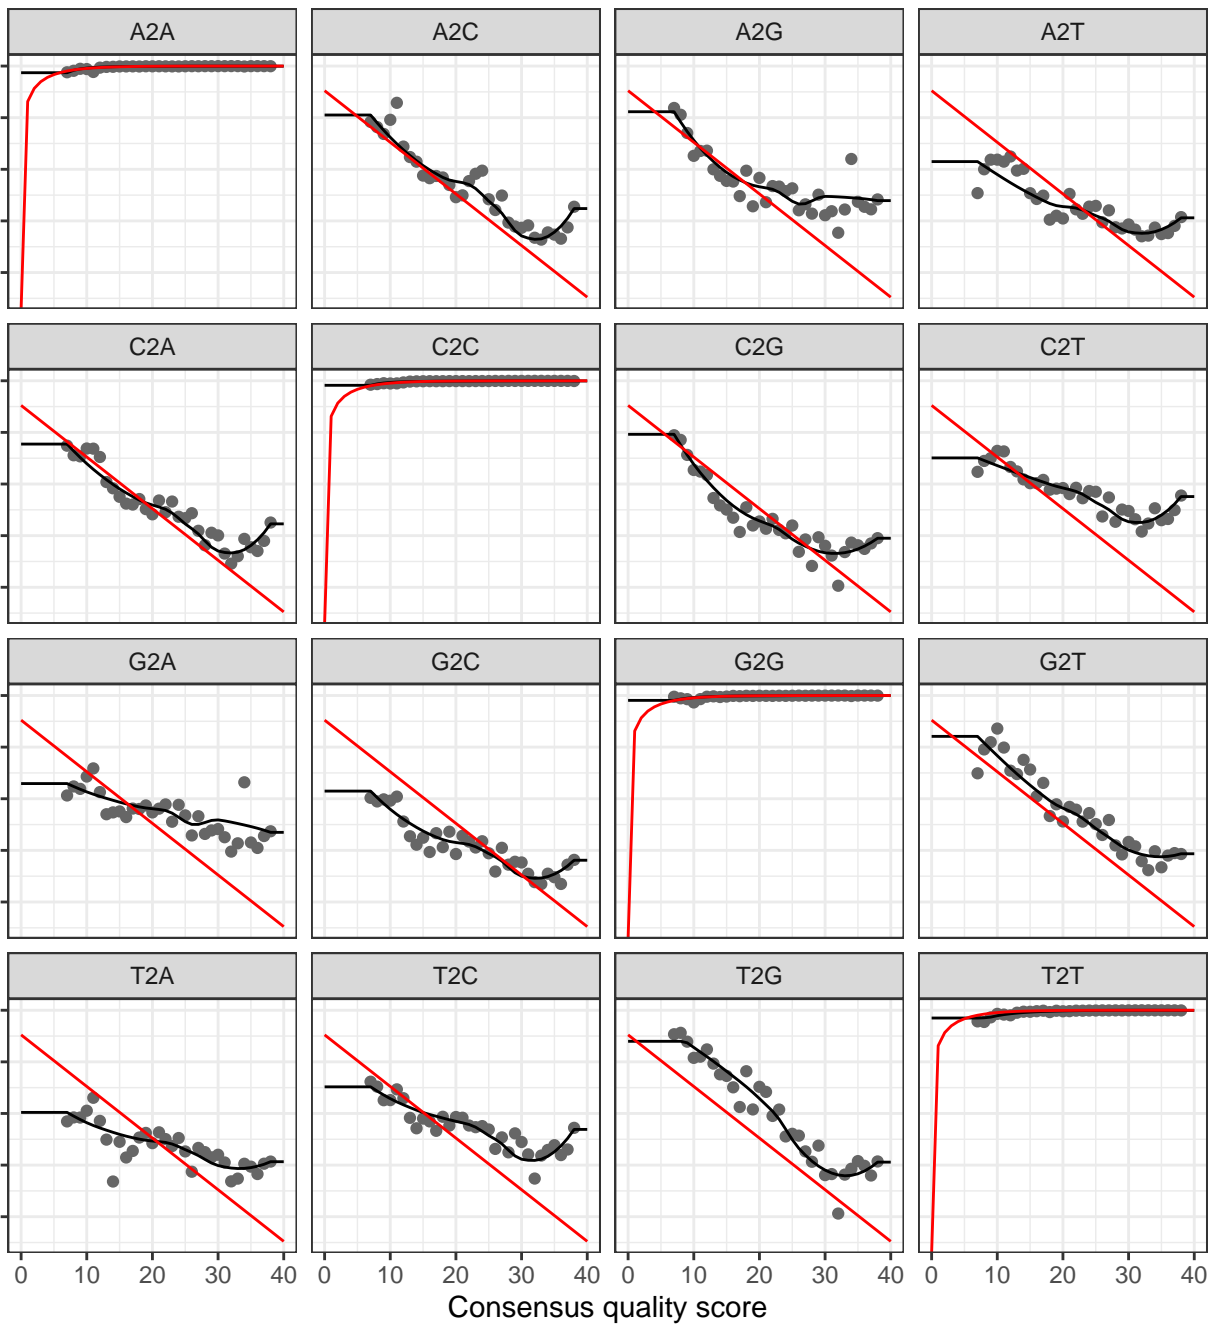 A2A A2C A2G A2T
C2A C2C C2G C2T
G2A G2C G2G G2T
T2A T2C T2G T2T
0 10 20 30 40 0 10 20 30 40 0 10 20 30 40 0 10 20 30 40
Consensus quality score